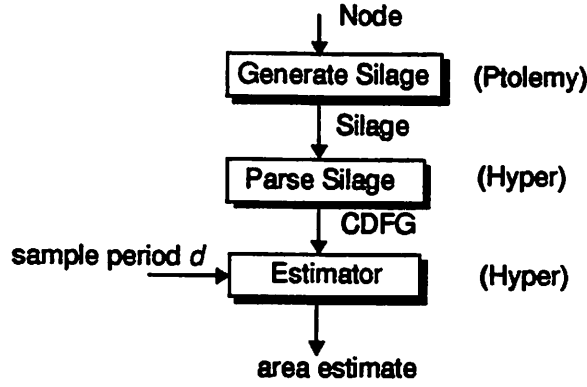 Node
Generate Silage (Ptolemy)
Silage
Parse Silage (Hyper)
CDFG
sample period d
Estimator (Hyper)
area estimate